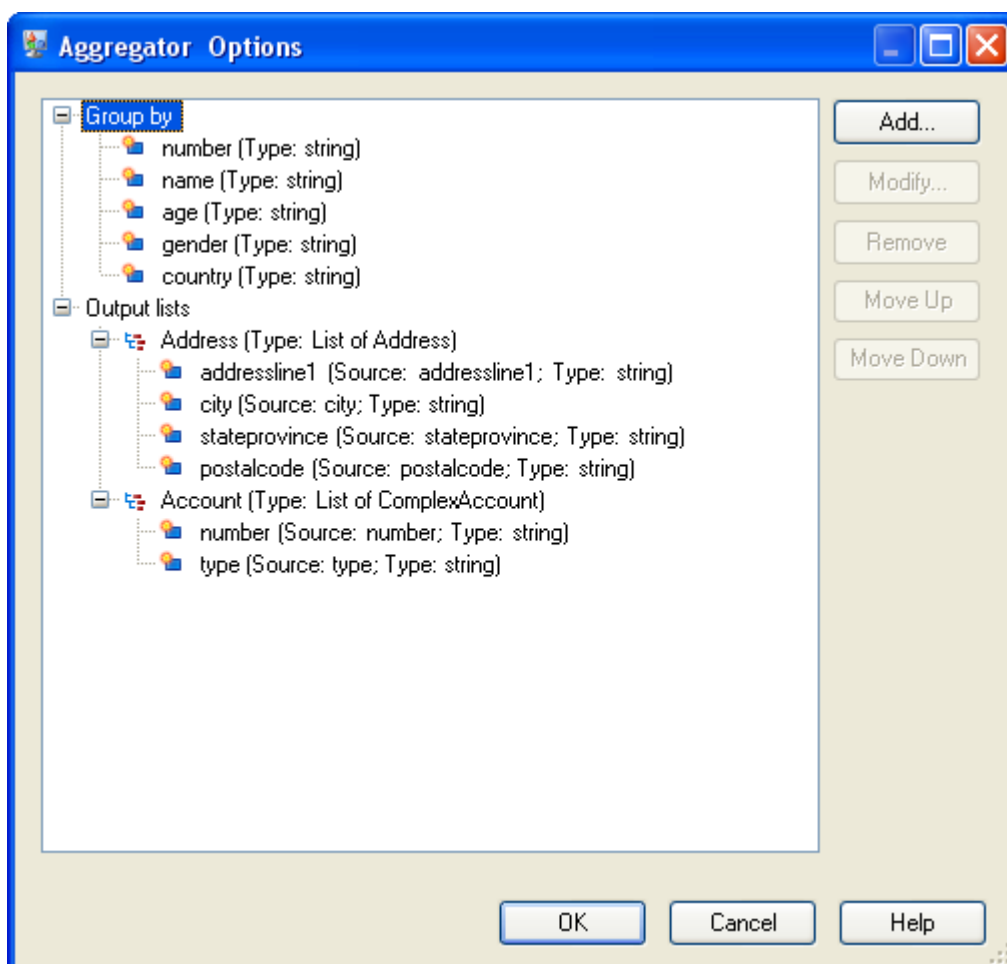 Aggregator Options
Group by
number (Type: string)
name (Type: string)
age (Type: string)
gender (Type: string)
country (Type: string)
Output lists
Address (Type: List of Address)
addressline1 (Source: addressline1; Type: string)
city (Source: city; Type: string)
stateprovince (Source: stateprovince; Type: string)
postalcode (Source: postalcode; Type: string)
Account (Type: List of ComplexAccount)
number (Source: number; Type: string)
type (Source: type; Type: string)
Add...
Modify...
Remove
Move Up
Move Down
OK
Cancel
Help